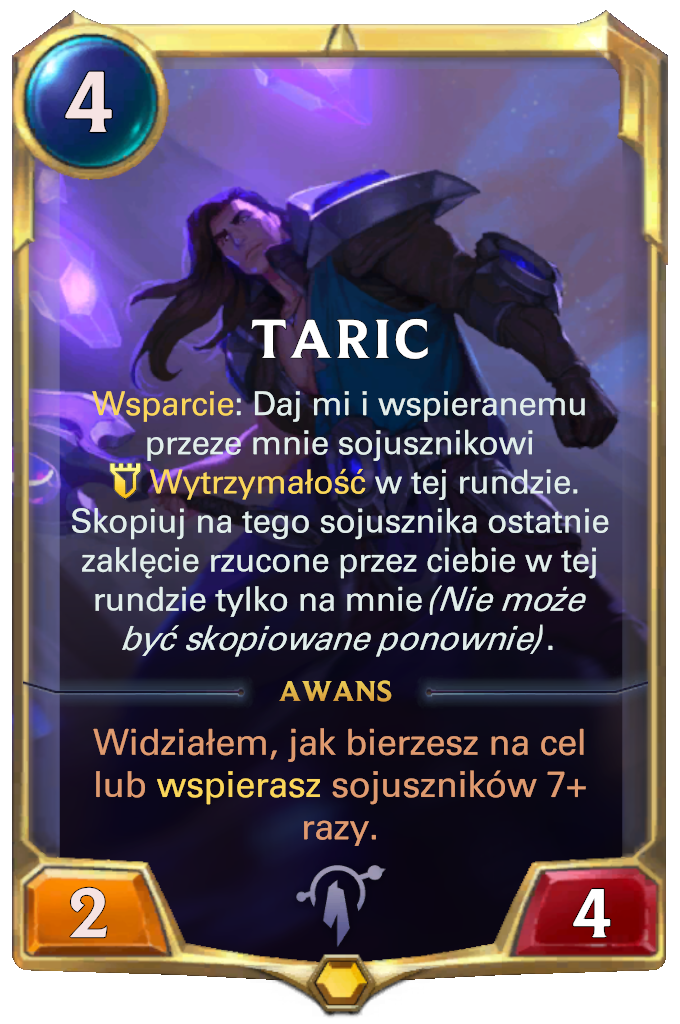 4
TARIC
Wsparcie: Daj mi i wspieranemu
przeze mnie sojusznikowi
Wytrzymałość w tej rundzie.
Skopiuj na tego sojusznika ostatnie
zaklęcie rzucone przez ciebie w tej
rundzie tylko na mnie (Nie może
być skopiowane ponownie).
AWANS
Widziałem, jak bierzesz na cel
lub wspierasz sojuszników 7+
razy.
2
4